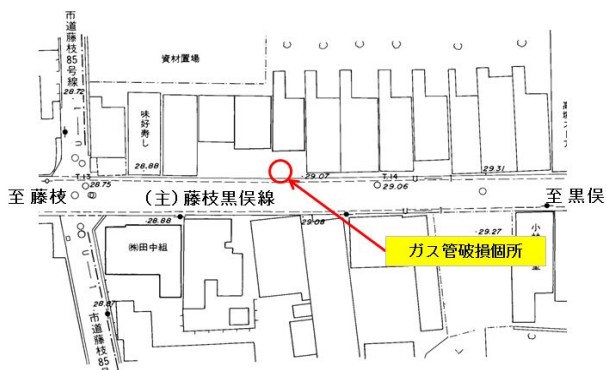 市道藤枝85号線
資材置場
28.72
味好寿し
28.88
T.13
28.75
29.07
T.14
29.06
29.31
至藤枝
(主)藤枝黒俣線
至黒俣
28.88
29.08
29.27
㈱田中組
ガス管破損個所
28.87
市道藤枝85号